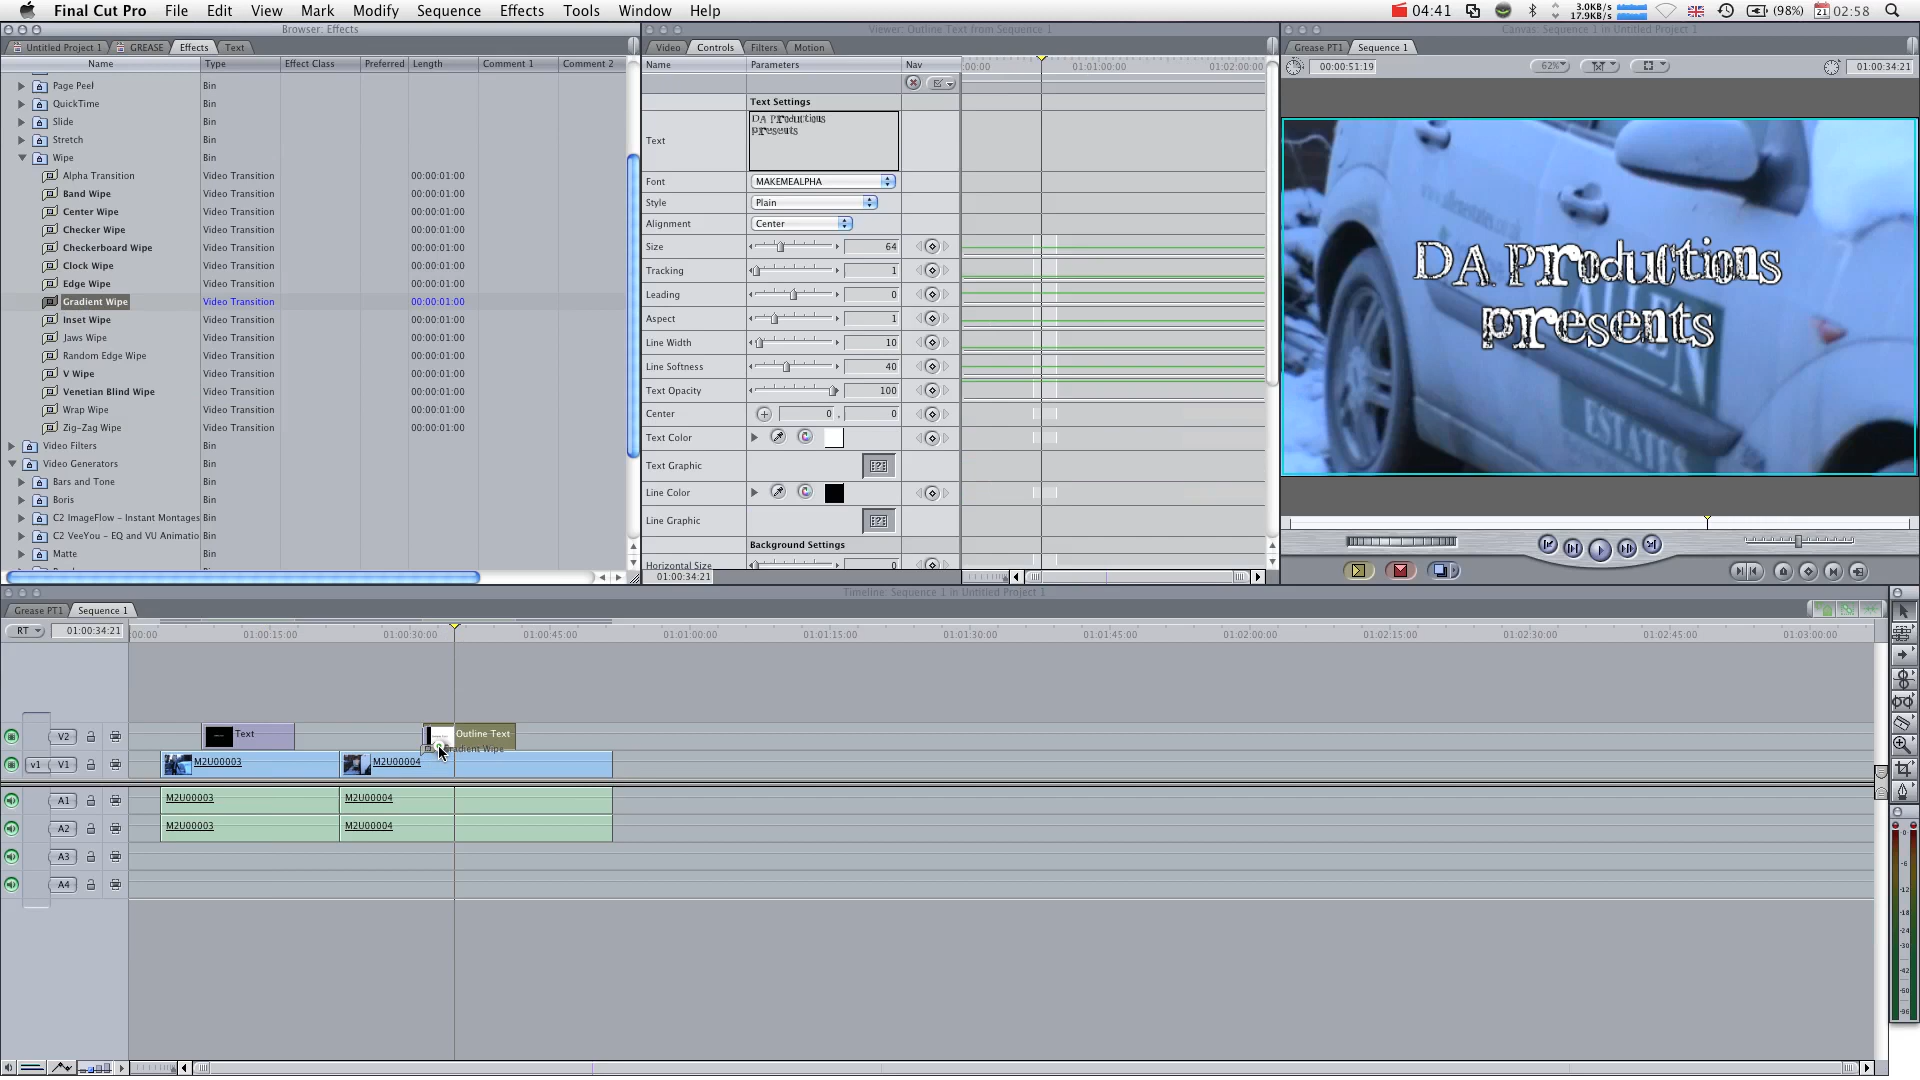 Final Cut Pro File Edit View Mark Modify Sequence Effects Tools Window Help 04:41 3.0KB/s 17.9KB/s (98%) 21 02:58
Browser: Effects
Untitled Project 1 GREASE Effects Text
Name Type Effect Class Preferred Length Comment 1 Comment 2
Page Peel Bin
QuickTime Bin
Slide Bin
Stretch Bin
Wipe Bin
Alpha Transition Video Transition 00:00:01:00
Band Wipe Video Transition 00:00:01:00
Center Wipe Video Transition 00:00:01:00
Checker Wipe Video Transition 00:00:01:00
Checkerboard Wipe Video Transition 00:00:01:00
Clock Wipe Video Transition 00:00:01:00
Edge Wipe Video Transition 00:00:01:00
Gradient Wipe Video Transition 00:00:01:00
Inset Wipe Video Transition 00:00:01:00
Jaws Wipe Video Transition 00:00:01:00
Random Edge Wipe Video Transition 00:00:01:00
V Wipe Video Transition 00:00:01:00
Venetian Blind Wipe Video Transition 00:00:01:00
Wrap Wipe Video Transition 00:00:01:00
Zig-Zag Wipe Video Transition 00:00:01:00
Video Filters Bin
Video Generators Bin
Bars and Tone Bin
Boris Bin
C2 ImageFlow - Instant Montages Bin
C2 VeeYou - EQ and VU Animatio Bin
Matte Bin
Viewer: Outline Text from Sequence 1
Video Controls Filters Motion
Name Parameters Nav :00:00 01:01:00:00 01:02:00:00
Text Settings
Text DA Productions
presents
Font MAKEMEALPHA
Style Plain
Alignment Center
Size 64
Tracking 1
Leading 0
Aspect 1
Line Width 10
Line Softness 40
Text Opacity 100
Center 0 , 0
Text Color
Text Graphic
Line Color
Line Graphic
Background Settings
Horizontal Size 0
01:00:34:21
Canvas: Sequence 1 in Untitled Project 1
Grease PT1 Sequence 1
00:00:51:19 62% 01:00:34:21
DA Productions
presents
ALLEN
ESTATES
Timeline: Sequence 1 in Untitled Project 1
Grease PT1 Sequence 1
RT 01:00:34:21 :00:00 01:00:15:00 01:00:30:00 01:00:45:00 01:01:00:00 01:01:15:00 01:01:30:00 01:01:45:00 01:02:00:00 01:02:15:00 01:02:30:00 01:02:45:00 01:03:00:00
V2 Text Outline Text
Gradient Wipe
v1 V1 M2U00003 M2U00004
A1 M2U00003 M2U00004
A2 M2U00003 M2U00004
A3
A4